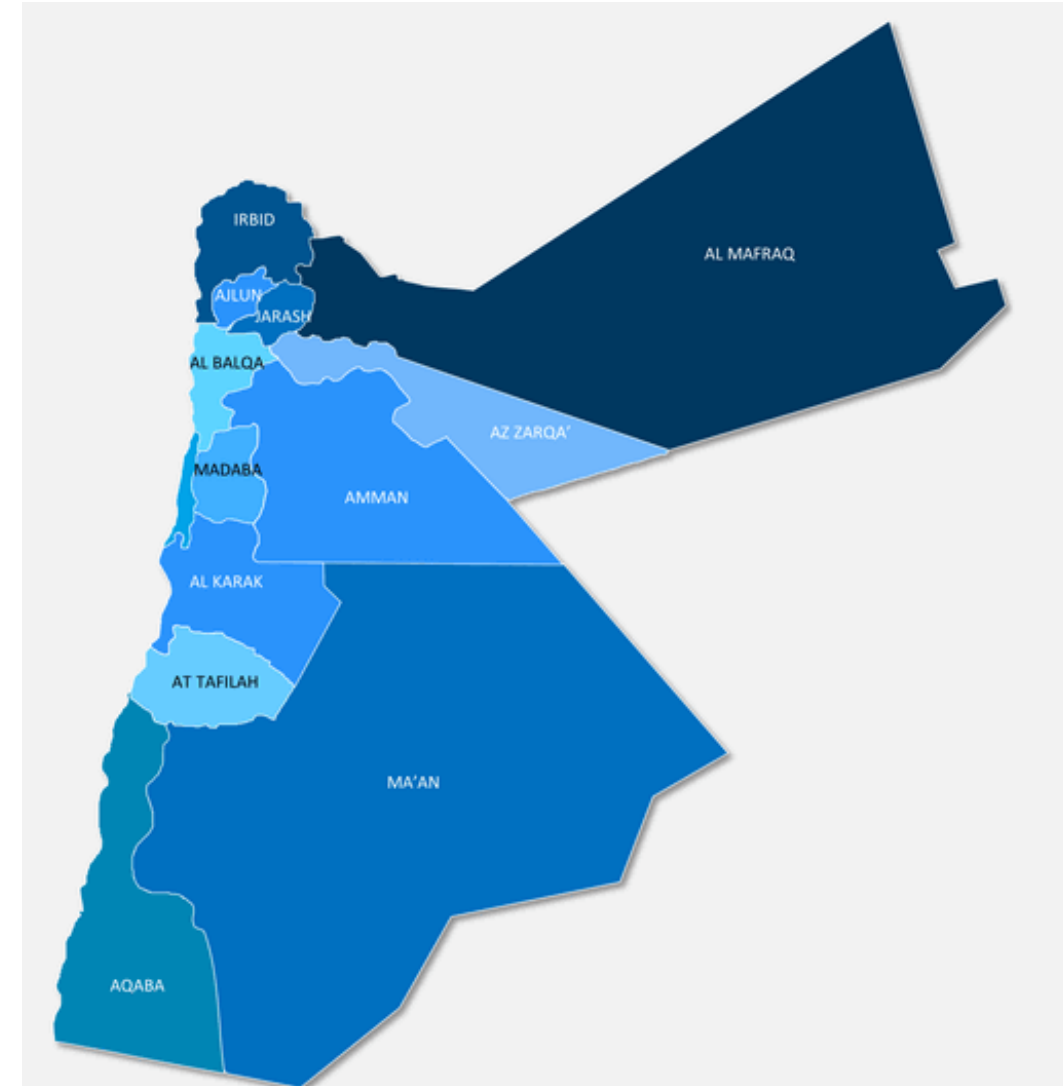 IRBID
AL MAFRAQ
AJLUN
JARASH
AL BALQA
AZ ZARQA’
MADABA
AMMAN
AL KARAK
AT TAFILAH
MA’AN
AQABA